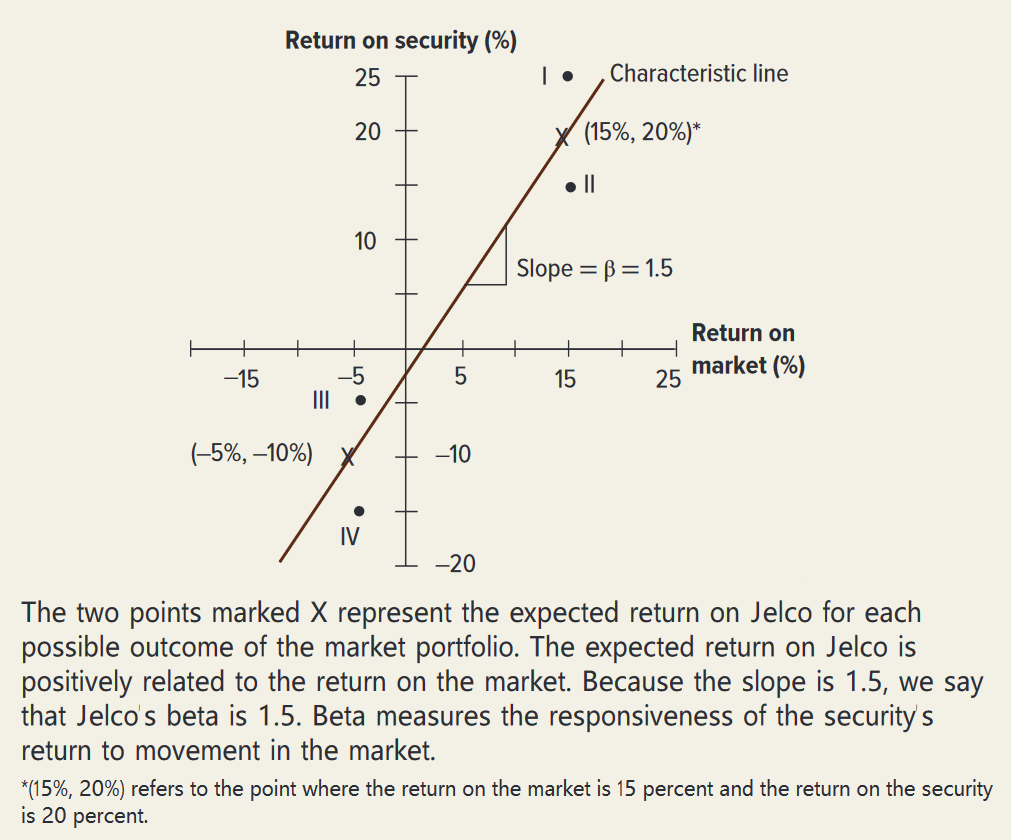 Return on security (%)
25
I
Characteristic line
20
X
(15%, 20%)*
II
10
Slope = β = 1.5
Return on
market (%)
–15
–5
5
15
25
III
(–5%, –10%)
X
–10
IV
–20
The two points marked X represent the expected return on Jelco for each
possible outcome of the market portfolio. The expected return on Jelco is
positively related to the return on the market. Because the slope is 1.5, we say
that Jelco's beta is 1.5. Beta measures the responsiveness of the security's
return to movement in the market.
*(15%, 20%) refers to the point where the return on the market is 15 percent and the return on the security
is 20 percent.